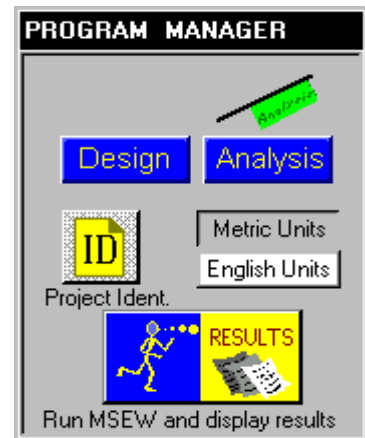 PROGRAM MANAGER
Analysis
Design
Analysis
ID
Metric Units
English Units
Project Ident.
RESULTS
Run MSEW and display results